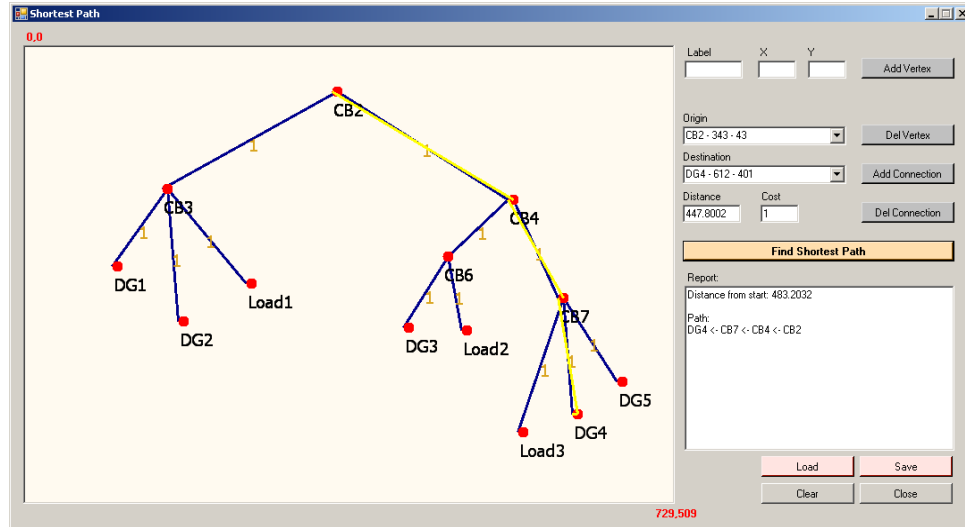 Shortest Path
0,0
CB2
1
1
CB3
CB4
1
1
1
1
1
DG1
Load1
DG2
CB6
1
1
CB7
DG3
Load2
1
1
1
DG5
DG4
Load3
729,509
Label X Y
Add Vertex
Origin
CB2 - 343 - 43
Del Vertex
Destination
DG4 - 612 - 401
Add Connection
Distance Cost
447.8002 1
Del Connection
Find Shortest Path
Report:
Distance from start: 483.2032
Path:
DG4 <- CB7 <- CB4 <- CB2
Load Save
Clear Close